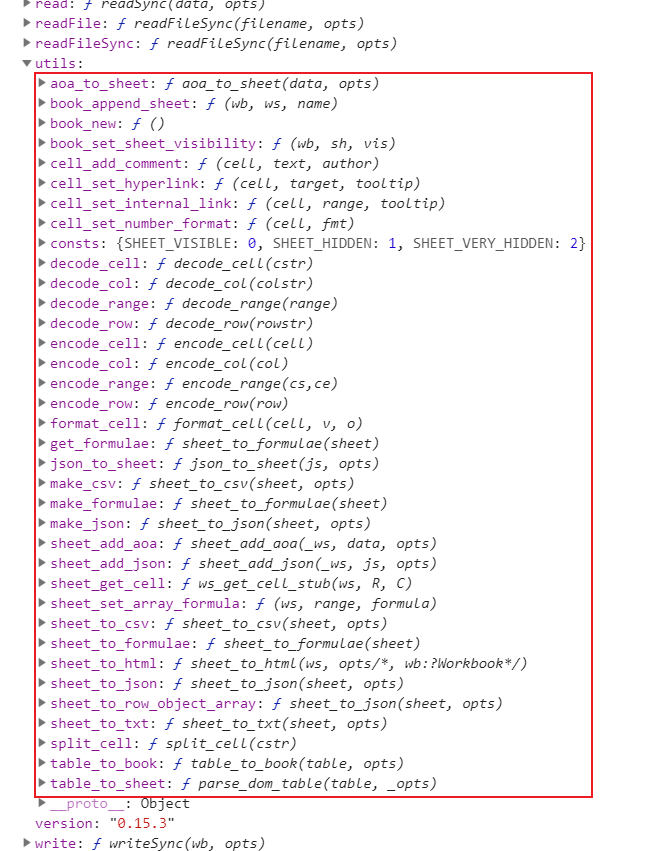 read: ƒ readSync(data, opts)
readFile: ƒ readFileSync(filename, opts)
readFileSync: ƒ readFileSync(filename, opts)
utils:
aoa_to_sheet: ƒ aoa_to_sheet(data, opts)
book_append_sheet: ƒ (wb, ws, name)
book_new: ƒ ()
book_set_sheet_visibility: ƒ (wb, sh, vis)
cell_add_comment: ƒ (cell, text, author)
cell_set_hyperlink: ƒ (cell, target, tooltip)
cell_set_internal_link: ƒ (cell, range, tooltip)
cell_set_number_format: ƒ (cell, fmt)
consts: {SHEET_VISIBLE: 0, SHEET_HIDDEN: 1, SHEET_VERY_HIDDEN: 2}
decode_cell: ƒ decode_cell(cstr)
decode_col: ƒ decode_col(colstr)
decode_range: ƒ decode_range(range)
decode_row: ƒ decode_row(rowstr)
encode_cell: ƒ encode_cell(cell)
encode_col: ƒ encode_col(col)
encode_range: ƒ encode_range(cs,ce)
encode_row: ƒ encode_row(row)
format_cell: ƒ format_cell(cell, v, o)
get_formulae: ƒ sheet_to_formulae(sheet)
json_to_sheet: ƒ json_to_sheet(js, opts)
make_csv: ƒ sheet_to_csv(sheet, opts)
make_formulae: ƒ sheet_to_formulae(sheet)
make_json: ƒ sheet_to_json(sheet, opts)
sheet_add_aoa: ƒ sheet_add_aoa(_ws, data, opts)
sheet_add_json: ƒ sheet_add_json(_ws, js, opts)
sheet_get_cell: ƒ ws_get_cell_stub(ws, R, C)
sheet_set_array_formula: ƒ (ws, range, formula)
sheet_to_csv: ƒ sheet_to_csv(sheet, opts)
sheet_to_formulae: ƒ sheet_to_formulae(sheet)
sheet_to_html: ƒ sheet_to_html(ws, opts/*, wb:?Workbook*/)
sheet_to_json: ƒ sheet_to_json(sheet, opts)
sheet_to_row_object_array: ƒ sheet_to_json(sheet, opts)
sheet_to_txt: ƒ sheet_to_txt(sheet, opts)
split_cell: ƒ split_cell(cstr)
table_to_book: ƒ table_to_book(table, opts)
table_to_sheet: ƒ parse_dom_table(table, _opts)
__proto__: Object
version: "0.15.3"
write: ƒ writeSync(wb, opts)